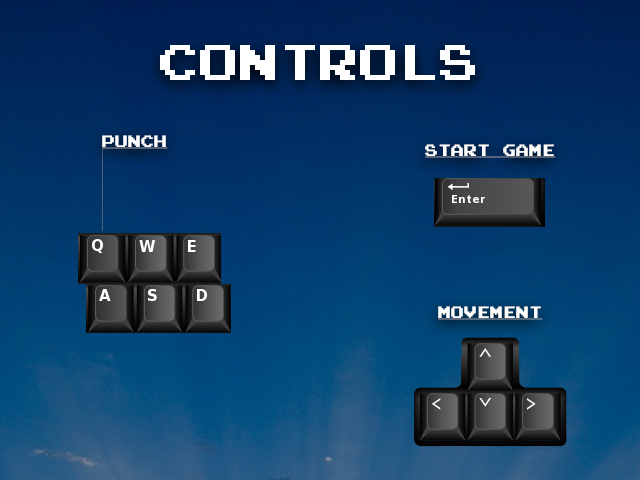 CONTROLS
PUNCH
START GAME
Enter
Q W E
A S D
MOVEMENT
^
< v >